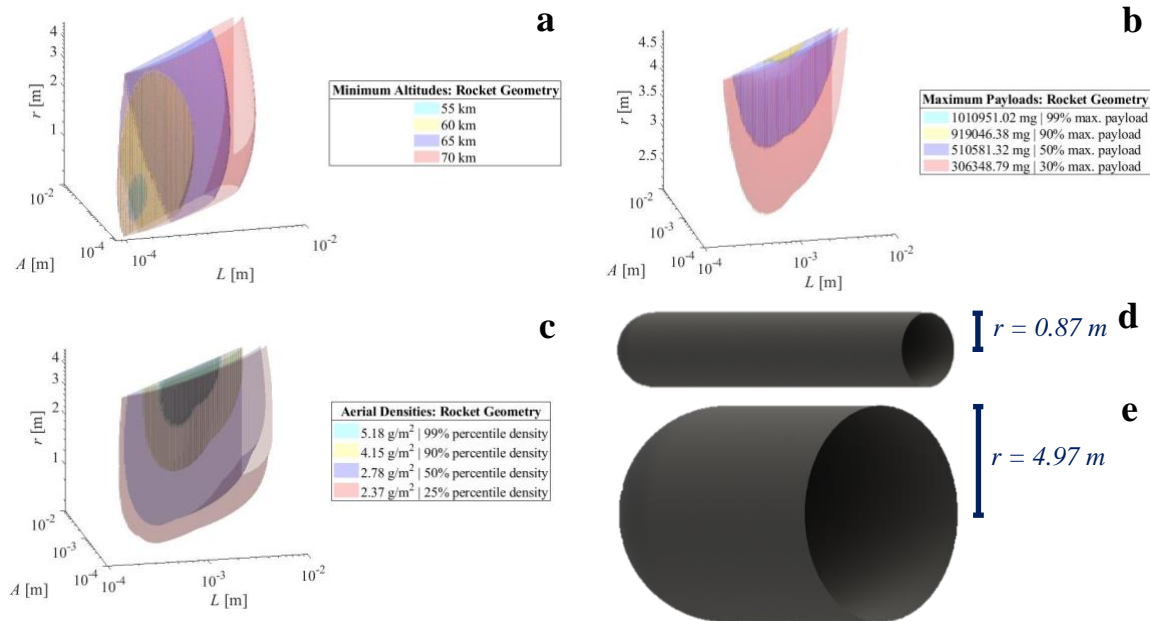 a
r [m]
4
3
2
1
10-2
10-4
A [m]
10-4
L [m]
10-2
Minimum Altitudes: Rocket Geometry
55 km
60 km
65 km
70 km
b
r [m]
4.5
4
3.5
3
2.5
10-2
10-3
10-4
A [m]
10-4
10-3
10-2
L [m]
Maximum Payloads: Rocket Geometry
1010951.02 mg | 99% max. payload
919046.38 mg | 90% max. payload
510581.32 mg | 50% max. payload
306348.79 mg | 30% max. payload
c
r [m]
4
3
2
1
10-2
10-3
10-4
A [m]
10-4
10-3
10-2
L [m]
Aerial Densities: Rocket Geometry
5.18 g/m2 | 99% percentile density
4.15 g/m2 | 90% percentile density
2.78 g/m2 | 50% percentile density
2.37 g/m2 | 25% percentile density
d
r = 0.87 m
e
r = 4.97 m